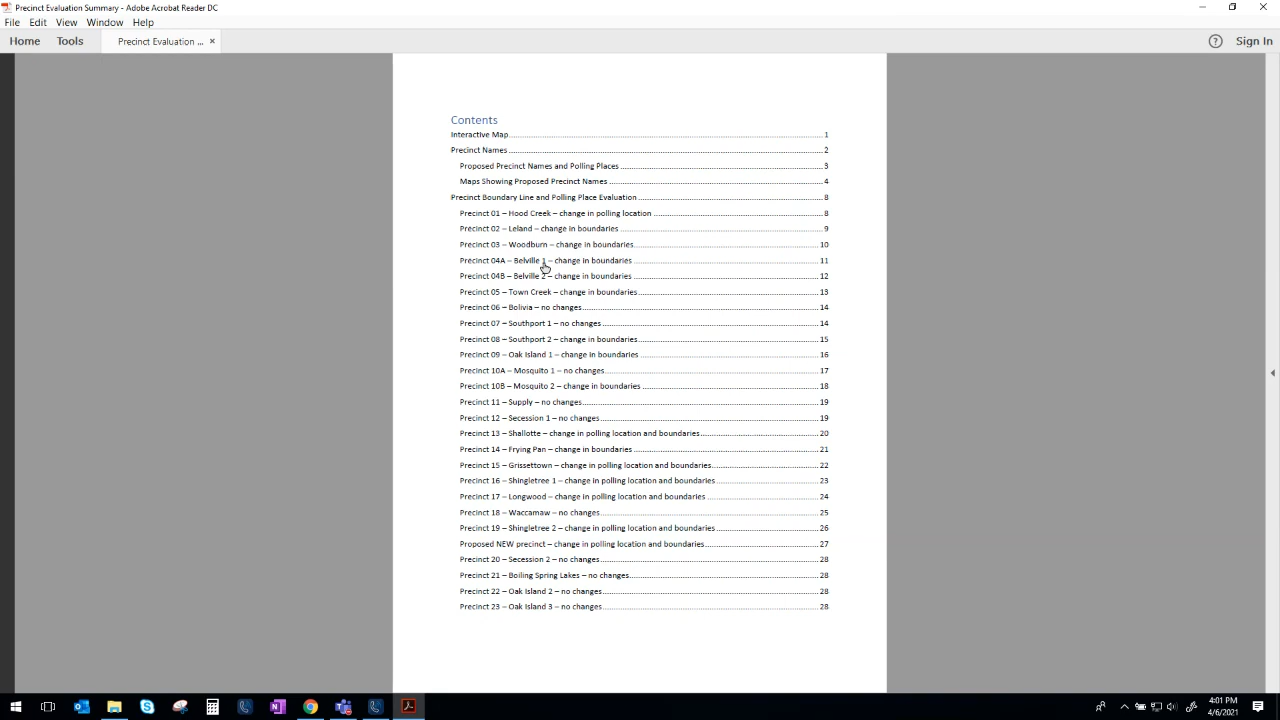 Precinct Evaluation Summary - Adobe Acrobat Reader DC
File Edit View Window Help
Home Tools Precinct Evaluation ... × ? Sign In
Contents
Interactive Map 1
Precinct Names 2
Proposed Precinct Names and Polling Places 3
Maps Showing Proposed Precinct Names 4
Precinct Boundary Line and Polling Place Evaluation 8
Precinct 01 – Hood Creek – change in polling location 8
Precinct 02 – Leland – change in boundaries 9
Precinct 03 – Woodburn – change in boundaries 10
Precinct 04A – Belville 1 – change in boundaries 11
Precinct 04B – Belville 2 – change in boundaries 12
Precinct 05 – Town Creek – change in boundaries 13
Precinct 06 – Bolivia – no changes 14
Precinct 07 – Southport 1 – no changes 14
Precinct 08 – Southport 2 – change in boundaries 15
Precinct 09 – Oak Island 1 – change in boundaries 16
Precinct 10A – Mosquito 1 – no changes 17
Precinct 10B – Mosquito 2 – change in boundaries 18
Precinct 11 – Supply – no changes 19
Precinct 12 – Secession 1 – no changes 19
Precinct 13 – Shallotte – change in polling location and boundaries 20
Precinct 14 – Frying Pan – change in boundaries 21
Precinct 15 – Grissettown – change in polling location and boundaries 22
Precinct 16 – Shingletree 1 – change in polling location and boundaries 23
Precinct 17 – Longwood – change in polling location and boundaries 24
Precinct 18 – Waccamaw – no changes 25
Precinct 19 – Shingletree 2 – change in polling location and boundaries 26
Proposed NEW precinct – change in polling location and boundaries 27
Precinct 20 – Secession 2 – no changes 28
Precinct 21 – Boiling Spring Lakes – no changes 28
Precinct 22 – Oak Island 2 – no changes 28
Precinct 23 – Oak Island 3 – no changes 28
4:01 PM
4/6/2021